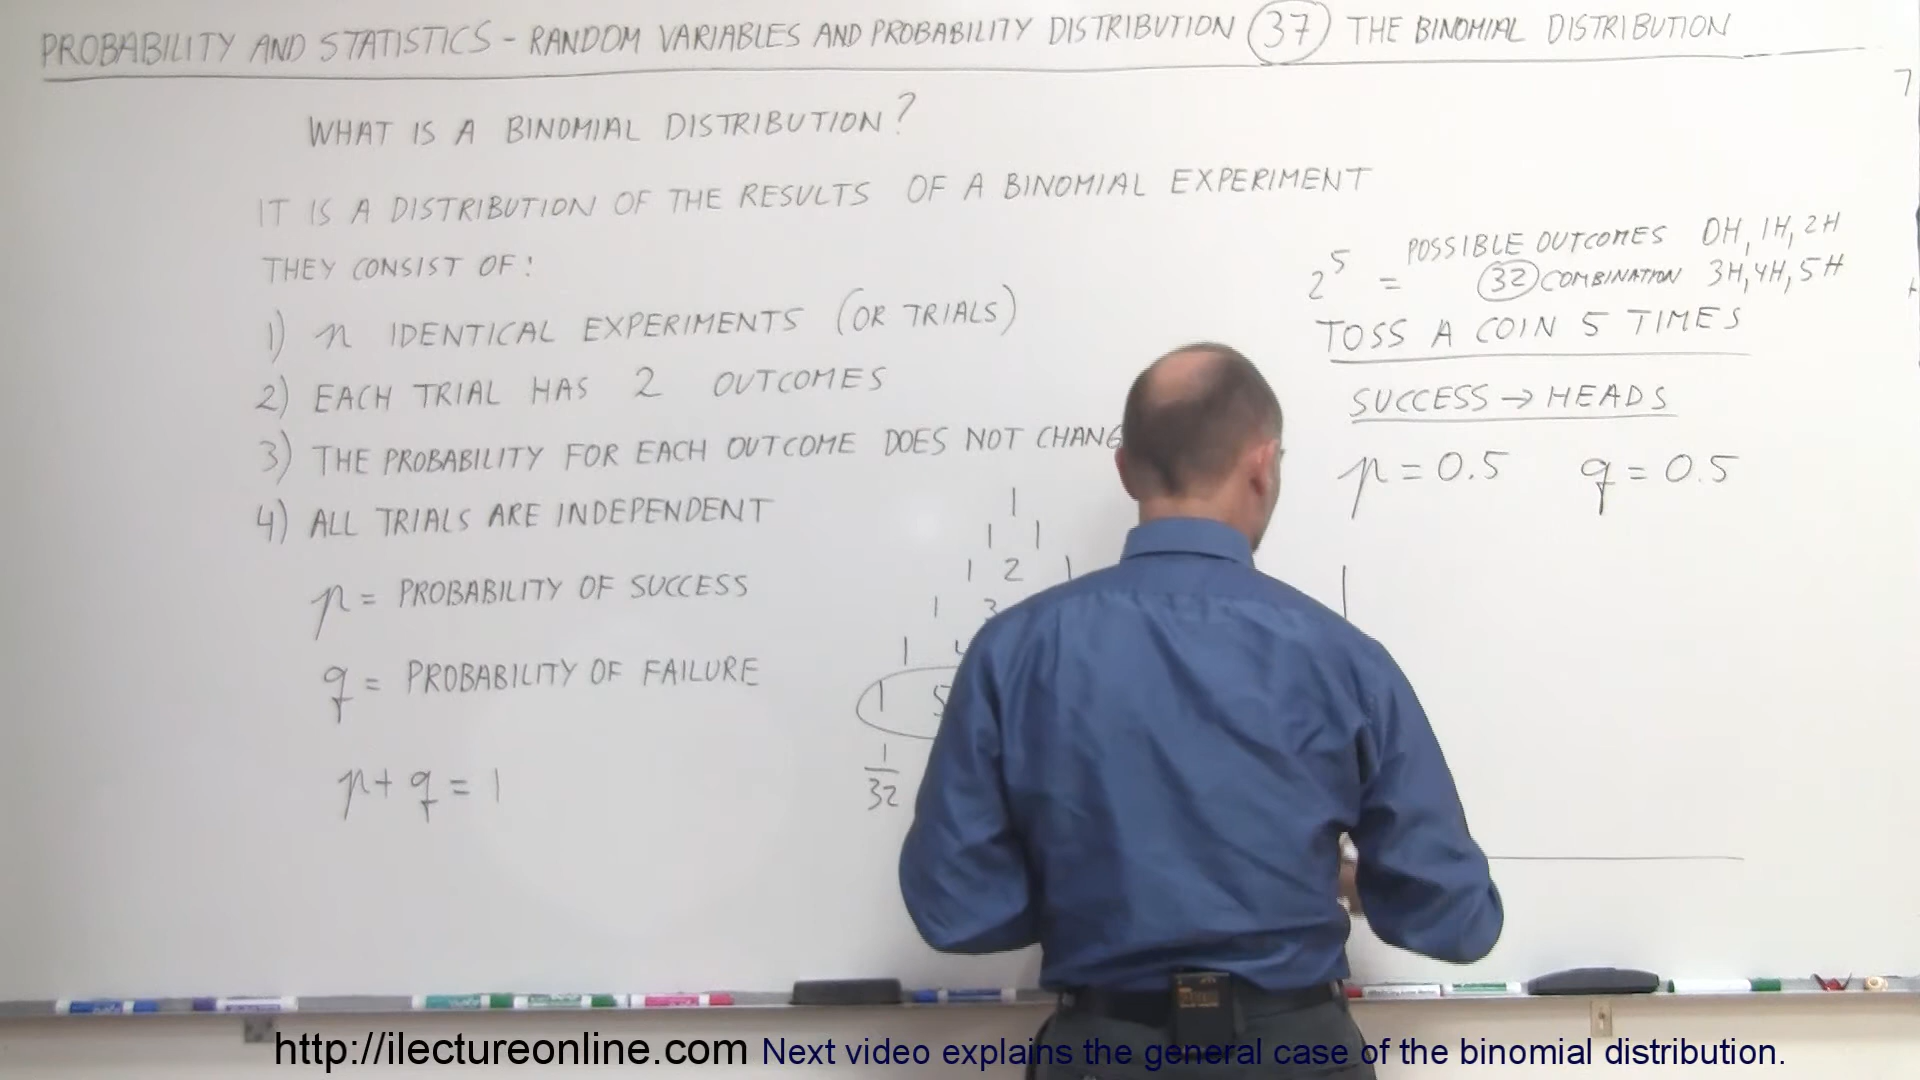 PROBABILITY AND STATISTICS - RANDOM VARIABLES AND PROBABILITY DISTRIBUTION 37 THE BINOMIAL DISTRIBUTION
7
WHAT IS A BINOMIAL DISTRIBUTION?
IT IS A DISTRIBUTION OF THE RESULTS OF A BINOMIAL EXPERIMENT
THEY CONSIST OF:
1) n IDENTICAL EXPERIMENTS (OR TRIALS)
2) EACH TRIAL HAS 2 OUTCOMES
3) THE PROBABILITY FOR EACH OUTCOME DOES NOT CHANG
4) ALL TRIALS ARE INDEPENDENT
p = PROBABILITY OF SUCCESS
q = PROBABILITY OF FAILURE
p + q = 1
1
1 1
1 2 1
1 3
1 4
1 5
1/32
2^5 = POSSIBLE OUTCOMES 0H, 1H, 2H
32 COMBINATION 3H, 4H, 5H
TOSS A COIN 5 TIMES
SUCCESS → HEADS
p = 0.5 q = 0.5
http://ilectureonline.com Next video explains the general case of the binomial distribution.